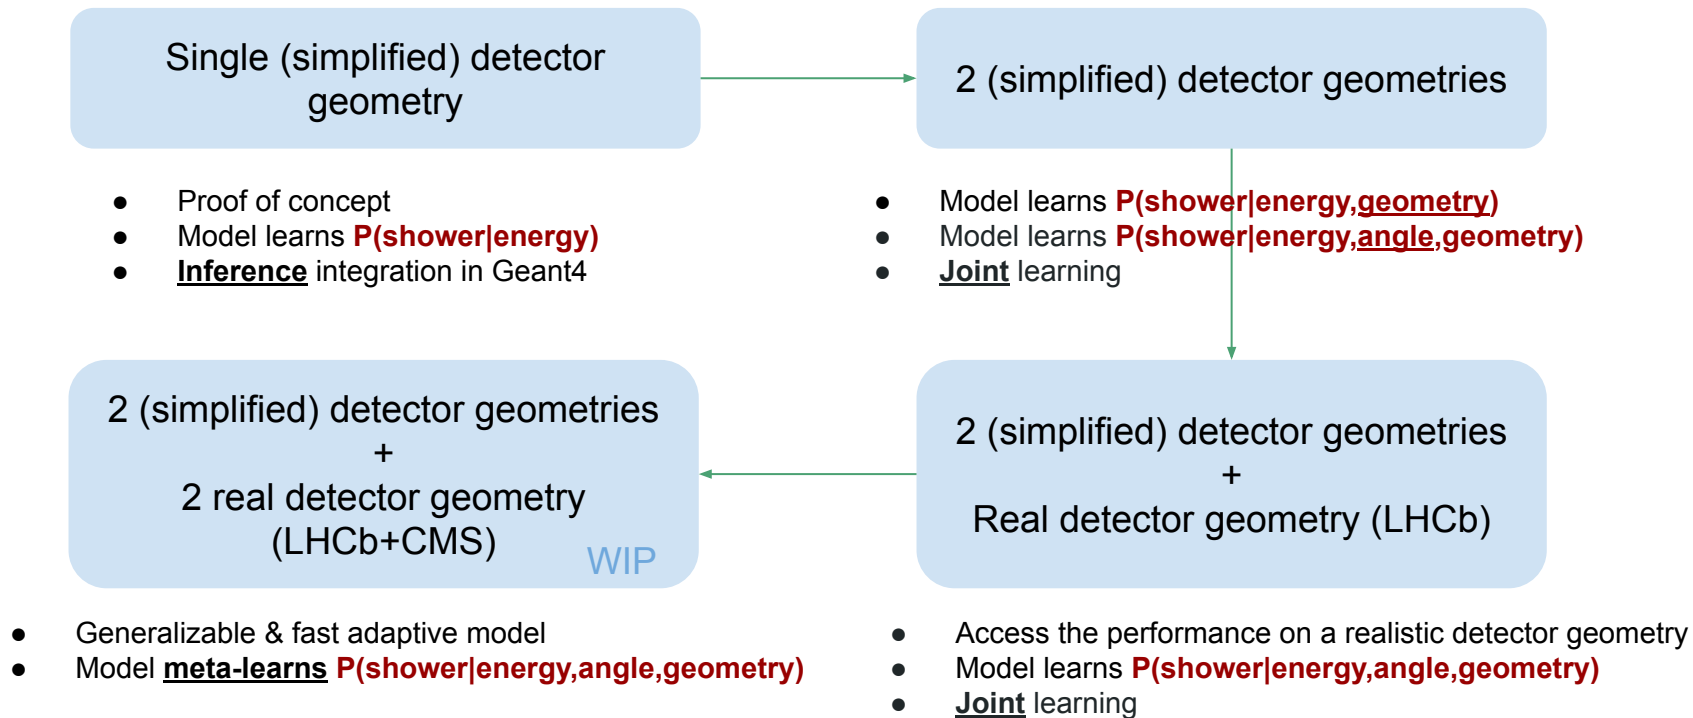 Single (simplified) detector
geometry
● Proof of concept
● Model learns P(shower|energy)
● Inference integration in Geant4
2 (simplified) detector geometries
● Model learns P(shower|energy,geometry)
● Model learns P(shower|energy,angle,geometry)
● Joint learning
2 (simplified) detector geometries
+
Real detector geometry (LHCb)
● Access the performance on a realistic detector geometry
● Model learns P(shower|energy,angle,geometry)
● Joint learning
2 (simplified) detector geometries
+
2 real detector geometry
(LHCb+CMS)
WIP
● Generalizable & fast adaptive model
● Model meta-learns P(shower|energy,angle,geometry)